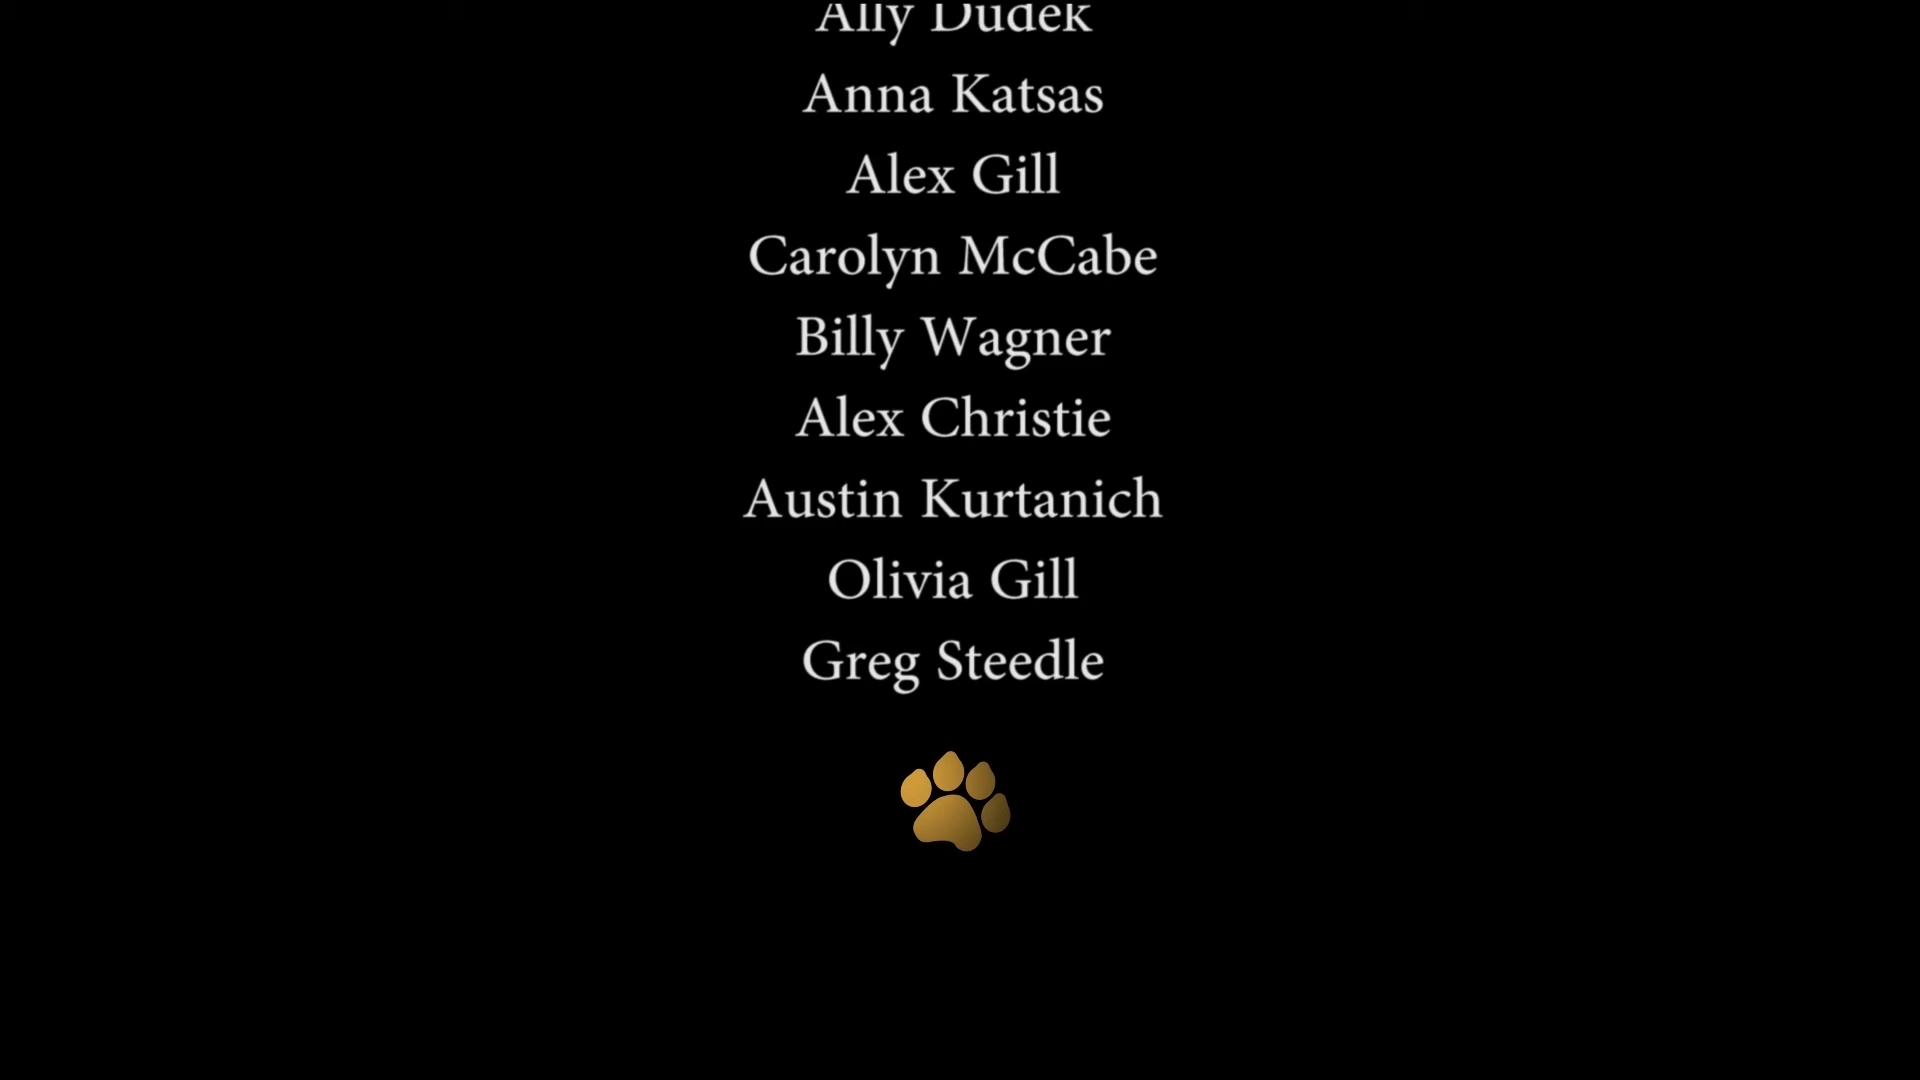 Ally Dudek
Anna Katsas
Alex Gill
Carolyn McCabe
Billy Wagner
Alex Christie
Austin Kurtanich
Olivia Gill
Greg Steedle